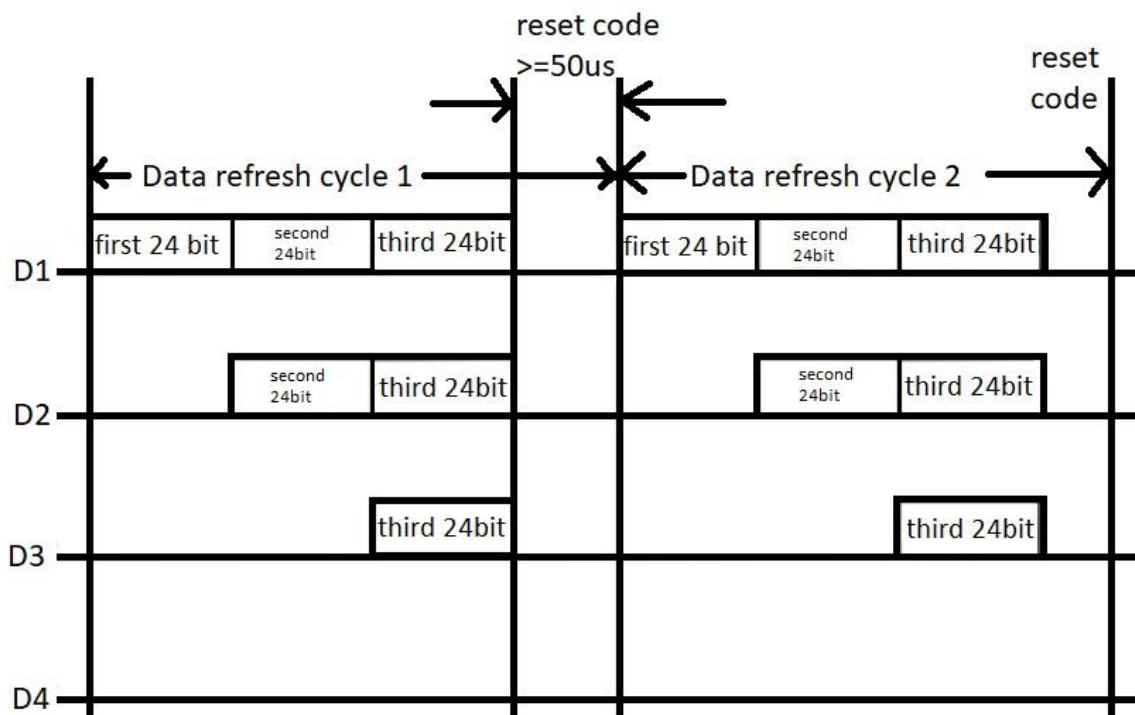 reset code
>=50us
reset
code
Data refresh cycle 1
Data refresh cycle 2
first 24 bit
second
24bit
third 24bit
first 24 bit
second
24bit
third 24bit
D1
second
24bit
third 24bit
second
24bit
third 24bit
D2
third 24bit
third 24bit
D3
D4